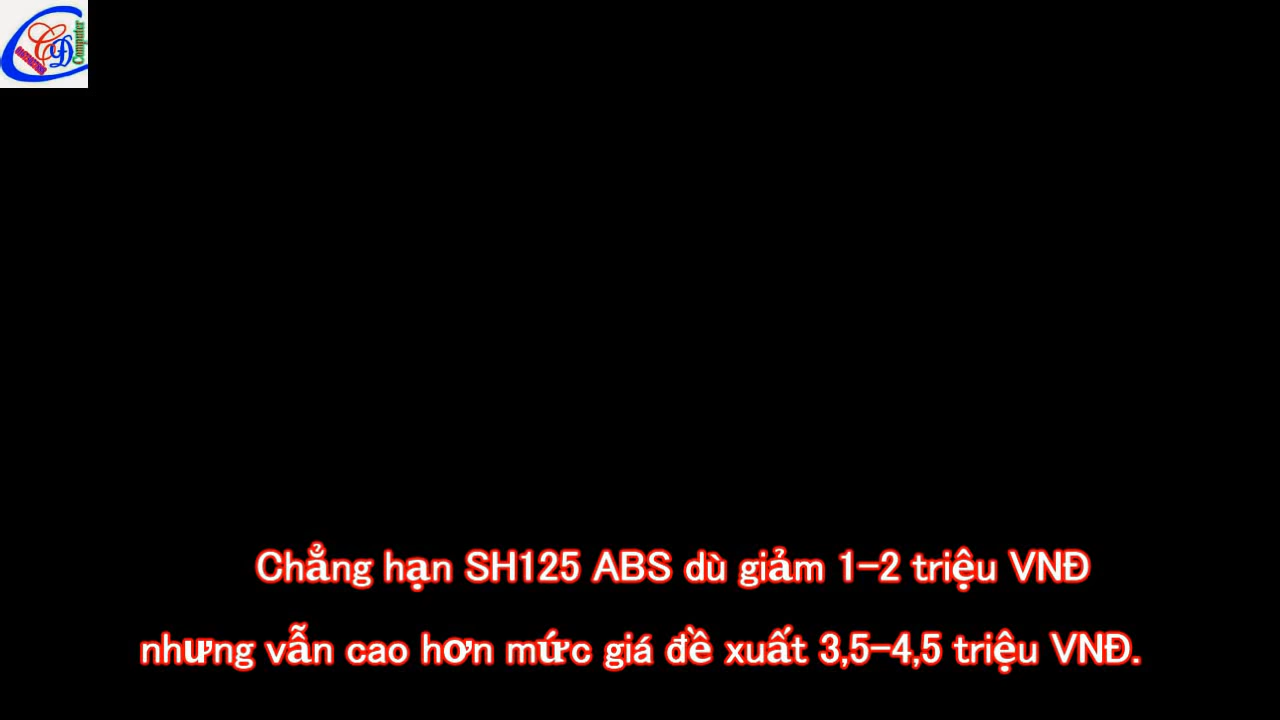 Computer
Chẳng hạn SH125 ABS dù giảm 1-2 triệu VNĐ
nhưng vẫn cao hơn mức giá đề xuất 3,5-4,5 triệu VNĐ.